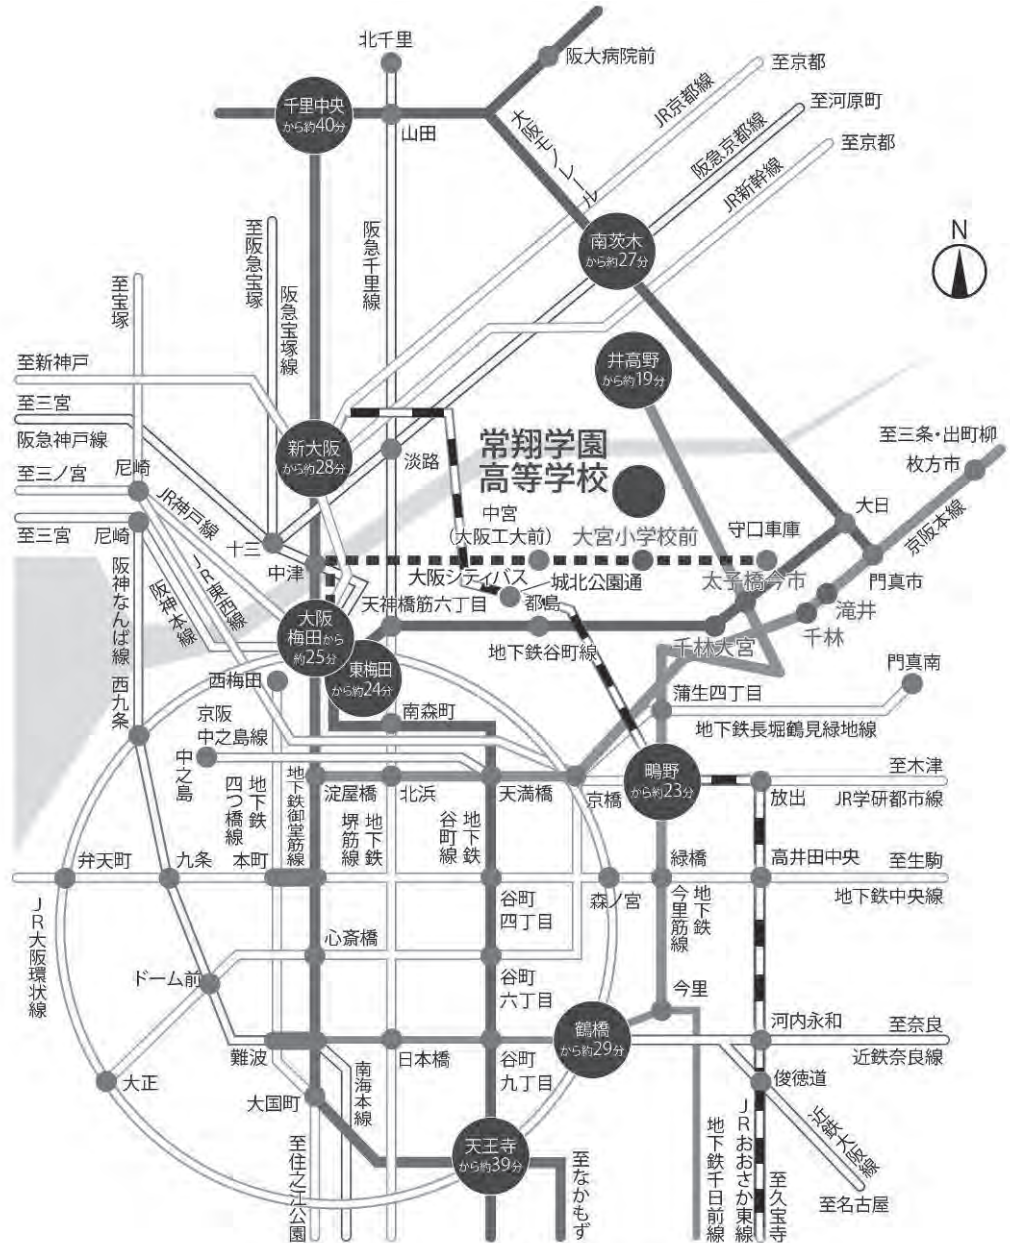 北千里
阪大病院前
至京都
千里中央
から約40分
山田
大阪モノレール
JR京都線
至河原町
阪急京都線
至京都
JR新幹線
N
至阪急宝塚
阪急千里線
南茨木
から約27分
至宝塚
阪急宝塚線
至新神戸
井高野
から約19分
至三宮
阪急神戸線
新大阪
から約28分
淡路
常翔学園
高等学校
至三条・出町柳
枚方市
至三ノ宮
尼崎
JR神戸線
至三宮
尼崎
十三
中津
中宮
(大阪工大前)
大宮小学校前
守口車庫
大日
京阪本線
門真市
阪神なんば線
阪神本線
JR東西線
大阪シティバス
城北公園通
太子橋今市
天神橋筋六丁目
都島
滝井
千林
千林大宮
地下鉄谷町線
大阪
梅田から
約25分
東梅田
から約24分
西梅田
蒲生四丁目
門真南
地下鉄長堀鶴見緑地線
西九条
京阪
中之島線
中之島
南森町
地下鉄
四つ橋線
地下鉄御堂筋線
淀屋橋
北浜
天満橋
京橋
鴫野
から約23分
放出
至木津
JR学研都市線
地下鉄
堺筋線
地下鉄
谷町線
弁天町
九条
本町
谷町
四丁目
森ノ宮
緑橋
高井田中央
至生駒
地下鉄中央線
地下鉄
今里筋線
JR大阪環状線
心斎橋
ドーム前
谷町
六丁目
今里
鶴橋
から約29分
河内永和
至奈良
近鉄奈良線
難波
日本橋
谷町
九丁目
大正
大国町
南海本線
俊徳道
近鉄大阪線
天王寺
から約39分
至住之江公園
至なかもず
地下鉄千日前線
JRおおさか東線
至久宝寺
至名古屋